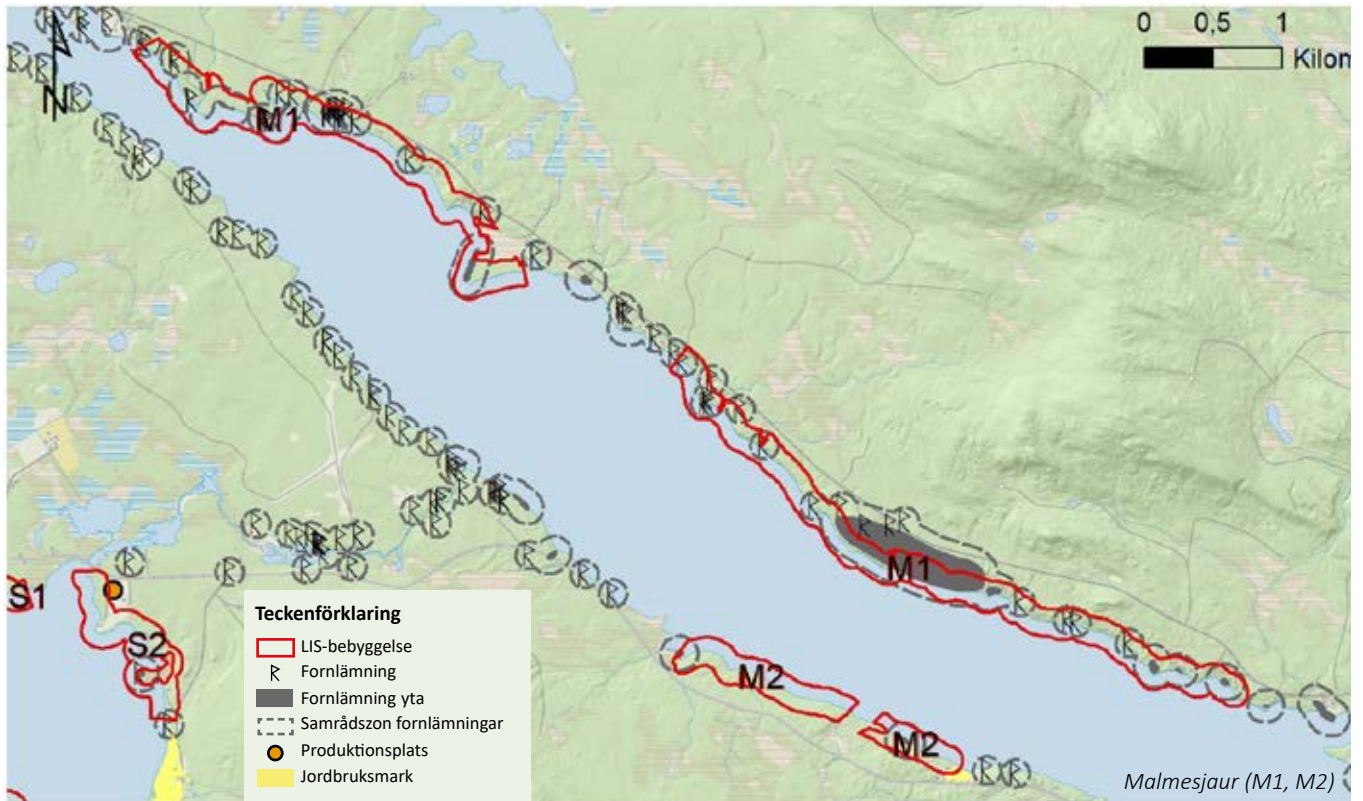 0 0,5 1
Kilom
N
M1
M1
S1
S2
M2
M2
Teckenförklaring
LIS-bebyggelse
Fornlämning
Fornlämning yta
Samrådszon fornlämningar
Produktionsplats
Jordbruksmark
Malmesjaur (M1, M2)